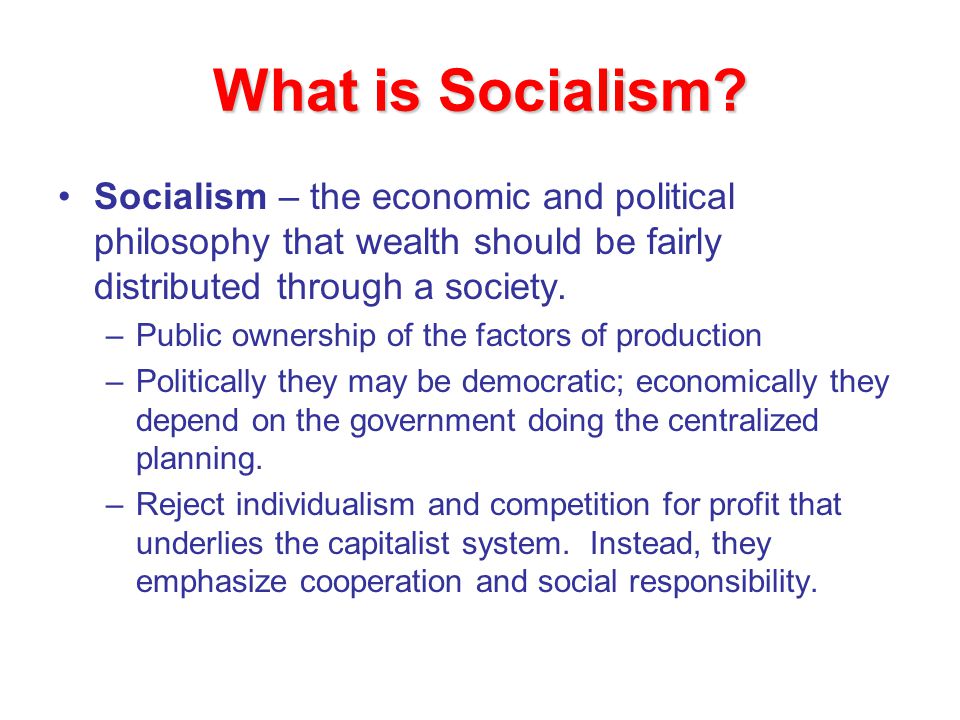 What is Socialism?
• Socialism – the economic and political
philosophy that wealth should be fairly
distributed through a society.
– Public ownership of the factors of production
– Politically they may be democratic; economically they
depend on the government doing the centralized
planning.
– Reject individualism and competition for profit that
underlies the capitalist system.  Instead, they
emphasize cooperation and social responsibility.